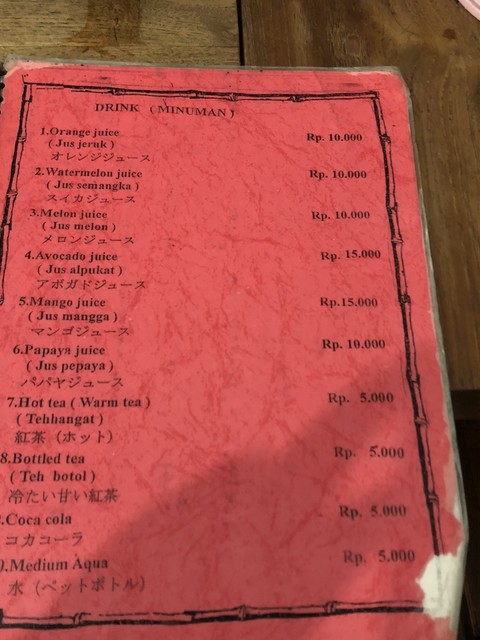 DRINK ( MINUMAN )
1.Orange juice Rp. 10.000
( Jus jeruk )
オレンジジュース
2.Watermelon juice Rp. 10.000
( Jus semangka )
スイカジュース
3.Melon juice Rp. 10.000
( Jus melon )
メロンジュース
4.Avocado juice Rp. 15.000
( Jus alpukat )
アボガドジュース
5.Mango juice Rp.15.000
( Jus mangga )
マンゴジュース
6.Papaya juice Rp. 10.000
( Jus pepaya )
パパヤジュース
7.Hot tea ( Warm tea ) Rp. 5.000
( Tehhangat )
紅茶（ホット）
8.Bottled tea Rp. 5.000
( Teh botol )
冷たい甘い紅茶
.Coca cola Rp. 5.000
コカコーラ
.Medium Aqua Rp. 5.000
水（ペットボトル）